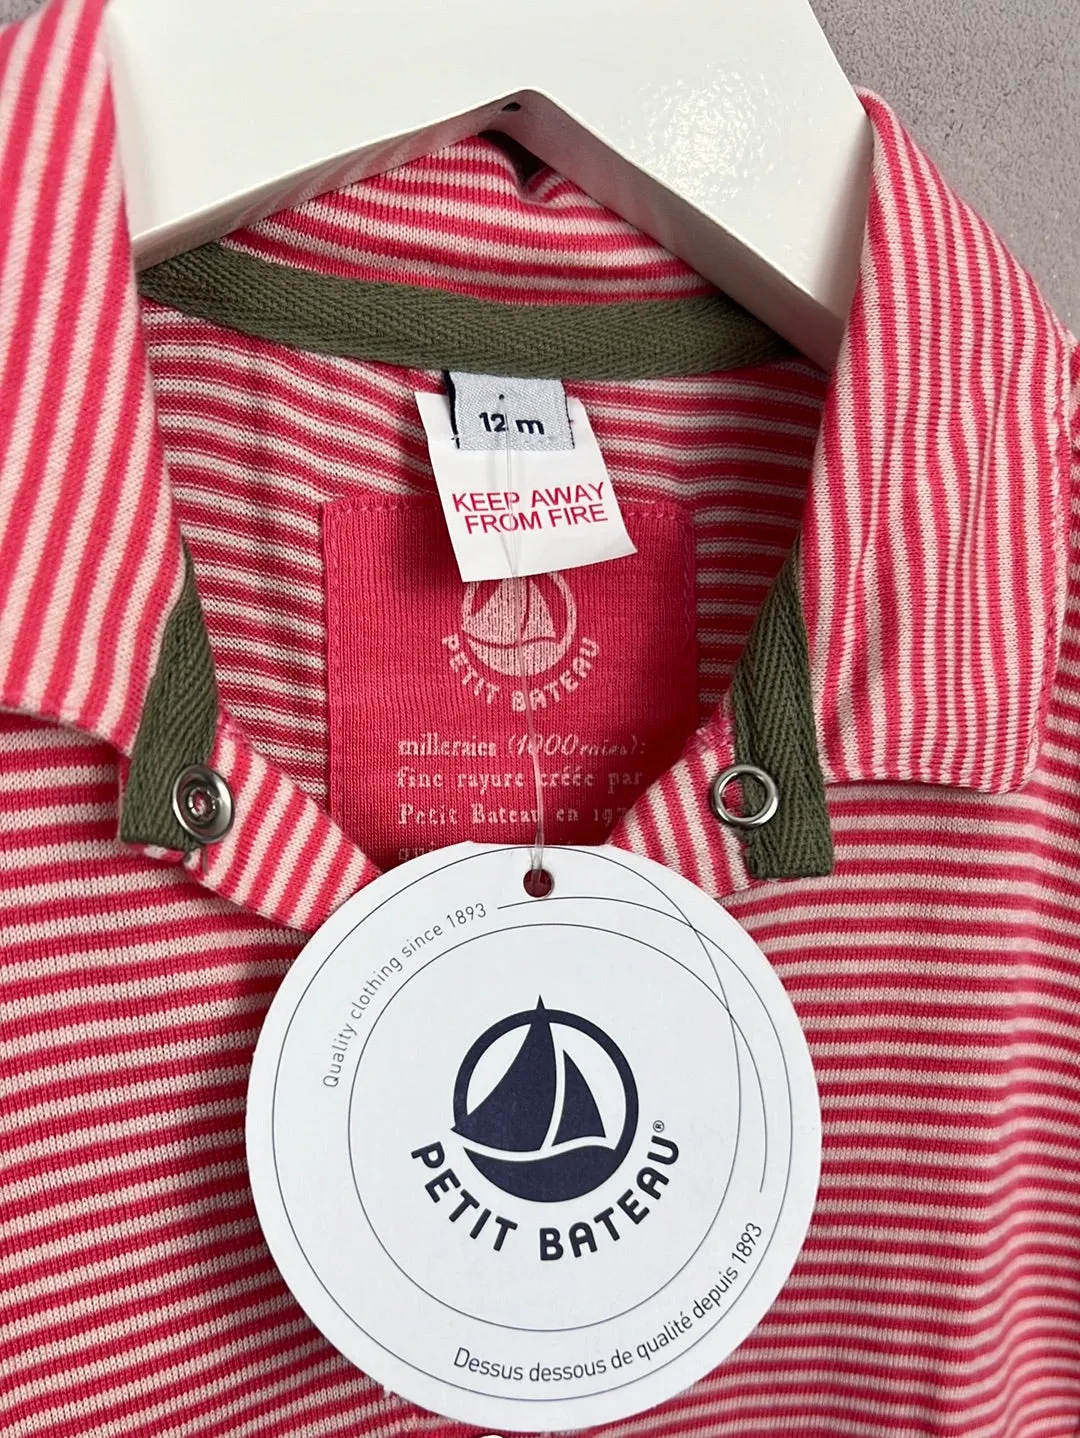 12 m
KEEP AWAY
FROM FIRE
PETIT BATEAU
milleraies (1000 raies):
fine rayure créée par
Petit Bateau en
Quality clothing since 1893
PETIT BATEAU®
Dessus dessous de qualité depuis 1893